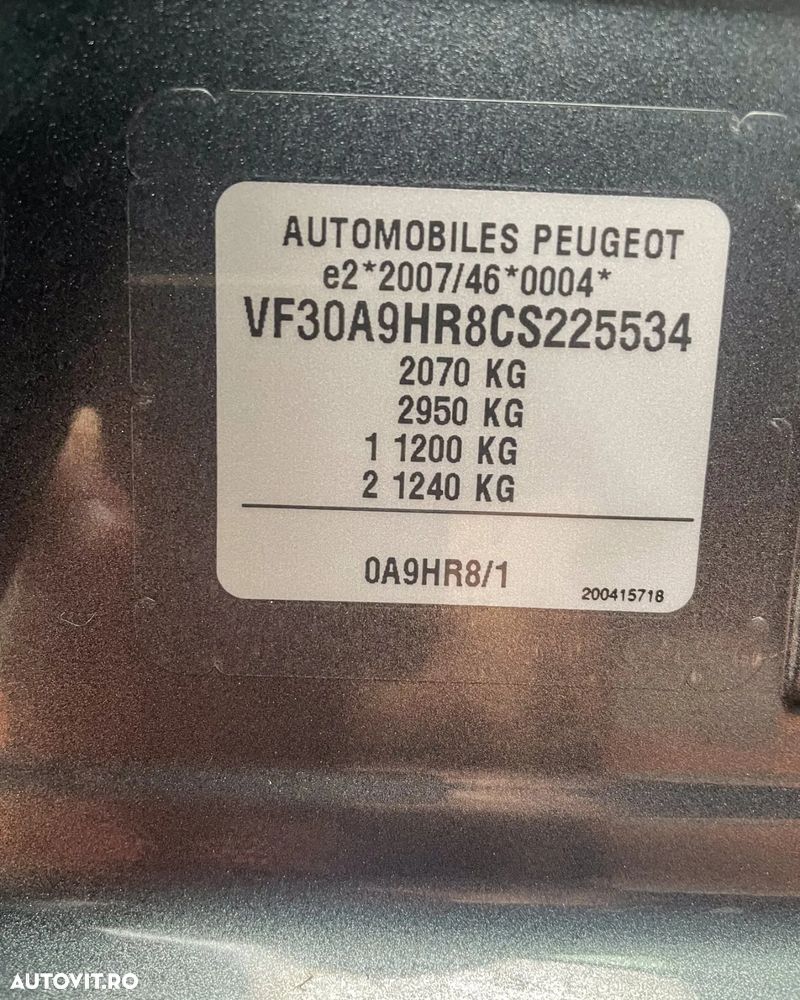 AUTOMOBILES PEUGEOT
e2*2007/46*0004*
VF30A9HR8CS225534
2070 KG
2950 KG
1 1200 KG
2 1240 KG
0A9HR8/1
200415718
AUTOVIT.RO